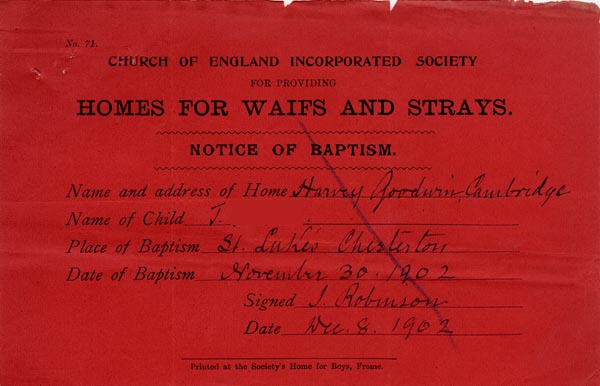 No. 71.
CHURCH OF ENGLAND INCORPORATED SOCIETY
FOR PROVIDING
HOMES FOR WAIFS AND STRAYS.
NOTICE OF BAPTISM.
Name and address of Home Harvey Goodwin, Cambridge
Name of Child J.
Place of Baptism St. Luke's Chesterton
Date of Baptism November 30. 1902
Signed J. Robinson
Date Dec. 8. 1902
Printed at the Society's Home for Boys, Frome.